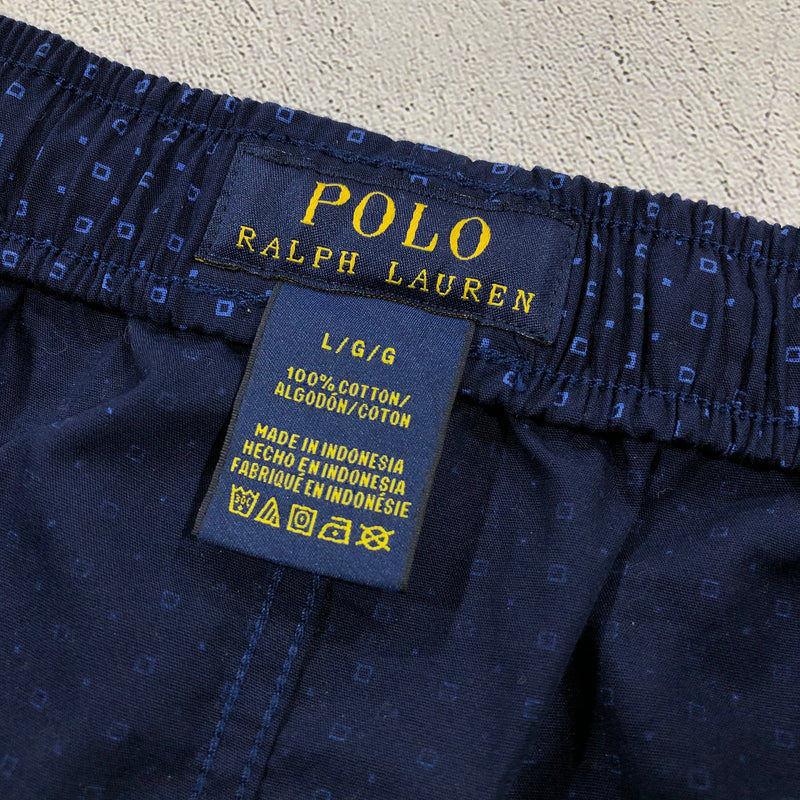 POLO
RALPH LAUREN
L/G/G
100% COTTON/
ALGODÓN/COTON
MADE IN INDONESIA
HECHO EN INDONESIA
FABRIQUÉ EN INDONÉSIE